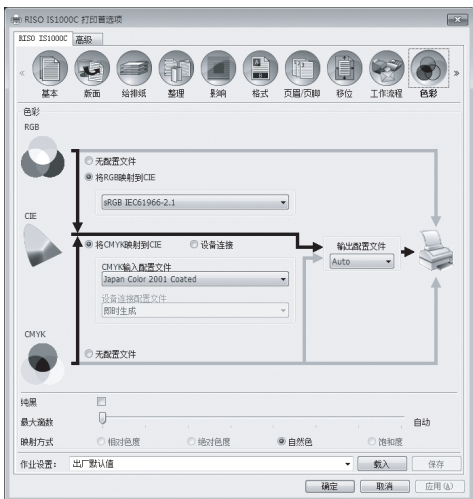 RISO IS1000C 打印首选项
RISO IS1000C 高级
« 基本 版面 给排纸 整理 影响 格式 页眉/页脚 移位 工作流程 色彩 »
色彩
RGB
无配置文件
将RGB映射到CIE
sRGB IEC61966-2.1
CIE
将CMYK映射到CIE 设备连接
输出配置文件
Auto
CMYK输入配置文件
Japan Color 2001 Coated
设备连接配置文件
即时生成
CMYK
无配置文件
纯黑
最大滴数 自动
映射方式 相对色度 绝对色度 自然色 饱和度
作业设置: 出厂默认值 载入 保存
确定 取消 应用(A)